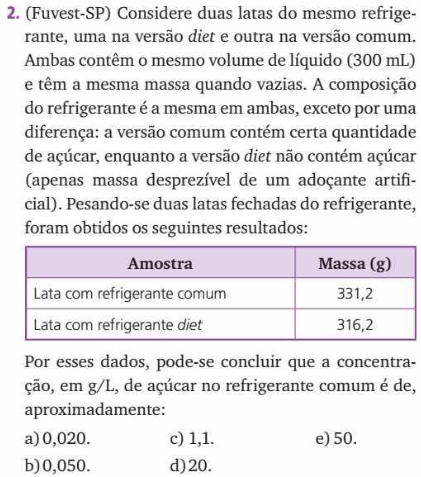 2. (Fuvest-SP) Considere duas latas do mesmo refrige-
rante, uma na versão diet e outra na versão comum.
Ambas contêm o mesmo volume de líquido (300 mL)
e têm a mesma massa quando vazias. A composição
do refrigerante é a mesma em ambas, exceto por uma
diferença: a versão comum contém certa quantidade
de açúcar, enquanto a versão diet não contém açúcar
(apenas massa desprezível de um adoçante artifi-
cial). Pesando-se duas latas fechadas do refrigerante,
foram obtidos os seguintes resultados:
Amostra Massa (g)
Lata com refrigerante comum 331,2
Lata com refrigerante diet 316,2
Por esses dados, pode-se concluir que a concentra-
ção, em g/L, de açúcar no refrigerante comum é de,
aproximadamente:
a) 0,020. c) 1,1. e) 50.
b) 0,050. d) 20.